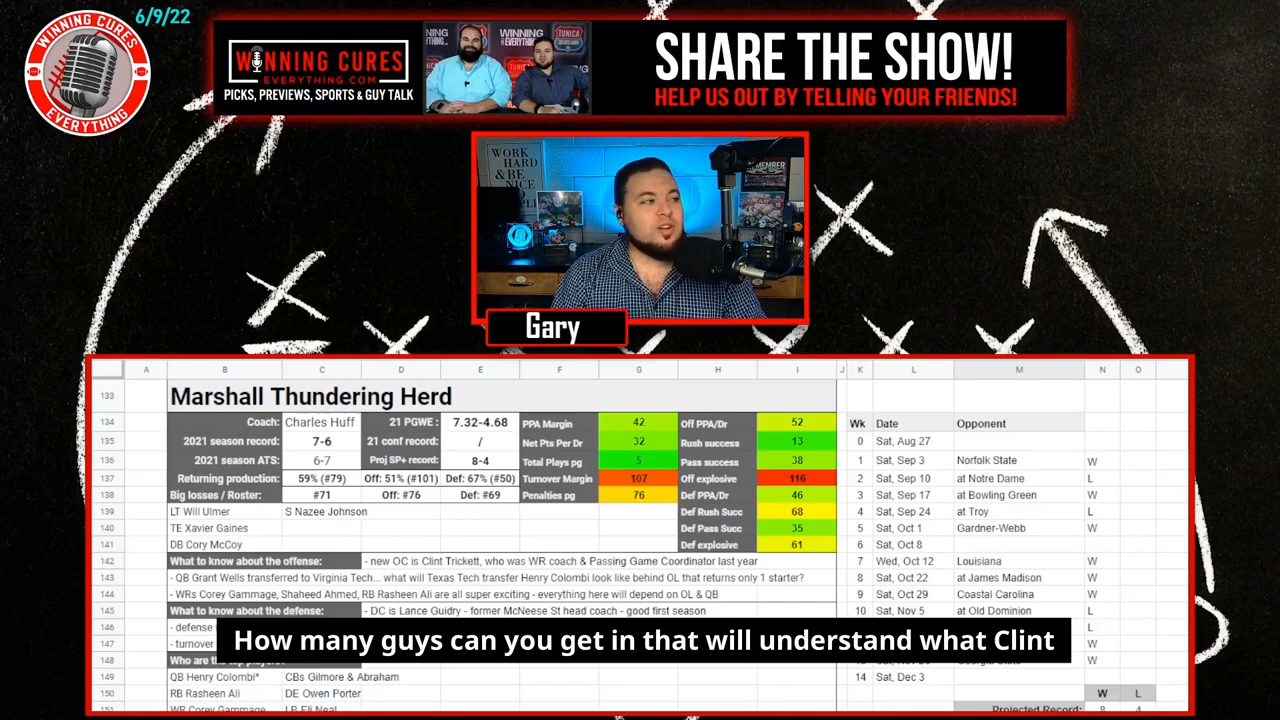 6/9/22
WINNING CURES
EVERYTHING
WINNING CURES
EVERYTHING.COM
PICKS, PREVIEWS, SPORTS & GUY TALK
SHARE THE SHOW!
HELP US OUT BY TELLING YOUR FRIENDS!
WORK
HARD
& BE
NICE
Gary
A B C D E F G H I J K L M N O
133 Marshall Thundering Herd
134 Coach: Charles Huff 21 PGWE : 7.32-4.68 PPA Margin 42 Off PPA/Dr 52 Wk Date Opponent
135 2021 season record: 7-6 21 conf record: / Net Pts Per Dr 32 Rush success 13 0 Sat, Aug 27
136 2021 season ATS: 6-7 Proj SP+ record: 8-4 Total Plays pg 5 Pass success 38 1 Sat, Sep 3 Norfolk State W
137 Returning production: 59% (#79) Off: 51% (#101) Def: 67% (#50) Turnover Margin 107 Off explosive 116 2 Sat, Sep 10 at Notre Dame L
138 Big losses / Roster: #71 Off: #76 Def: #69 Penalties pg 76 Def PPA/Dr 46 3 Sat, Sep 17 at Bowling Green W
139 LT Will Ulmer S Nazee Johnson Def Rush Succ 68 4 Sat, Sep 24 at Troy L
140 TE Xavier Gaines Def Pass Succ 35 5 Sat, Oct 1 Gardner-Webb W
141 DB Cory McCoy Def explosive 61 6 Sat, Oct 8
142 What to know about the offense: - new OC is Clint Trickett, who was WR coach & Passing Game Coordinator last year 7 Wed, Oct 12 Louisiana W
143 - QB Grant Wells transferred to Virginia Tech... what will Texas Tech transfer Henry Colombi look like behind OL that returns only 1 starter? 8 Sat, Oct 22 at James Madison W
144 - WRs Corey Gammage, Shaheed Ahmed, RB Rasheen Ali are all super exciting - everything here will depend on OL & QB 9 Sat, Oct 29 Coastal Carolina W
145 What to know about the defense: - DC is Lance Guidry - former McNeese St head coach - good first season 10 Sat, Nov 5 at Old Dominion L
146 - defense W
147 - turnover W
148 W
How many guys can you get in that will understand what Clint
149 QB Henry Colombi* CBs Gilmore & Abraham 14 Sat, Dec 3
150 RB Rasheen Ali DE Owen Porter W L
151 WR Corey Gammage LB Eli Neal Projected Record: 8 4